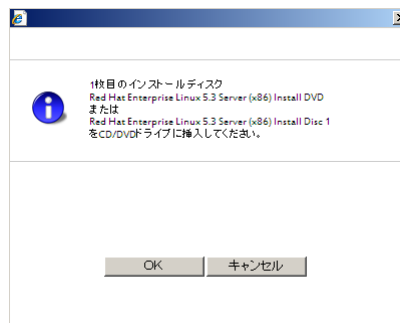 1枚目のインストールディスク
Red Hat Enterprise Linux 5.3 Server (x86) Install DVD
または
Red Hat Enterprise Linux 5.3 Server (x86) Install Disc 1
をCD/DVDドライブに挿入してください。
OK
キャンセル